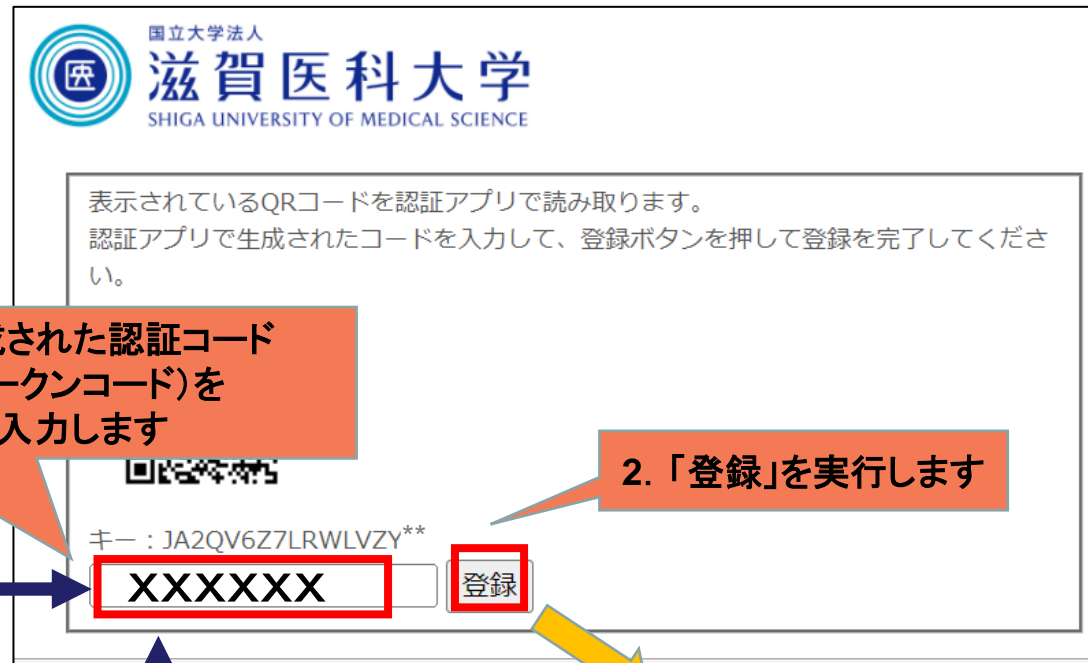 国立大学法人
滋賀医科大学
SHIGA UNIVERSITY OF MEDICAL SCIENCE
医
表示されているQRコードを認証アプリで読み取ります。
認証アプリで生成されたコードを入力して、登録ボタンを押して登録を完了してくださ
い。
された認証コード
ークンコード)を
入力します
2. 「登録」を実行します
キー:JA2QV6Z7LRWLVZY**
XXXXXX
登録